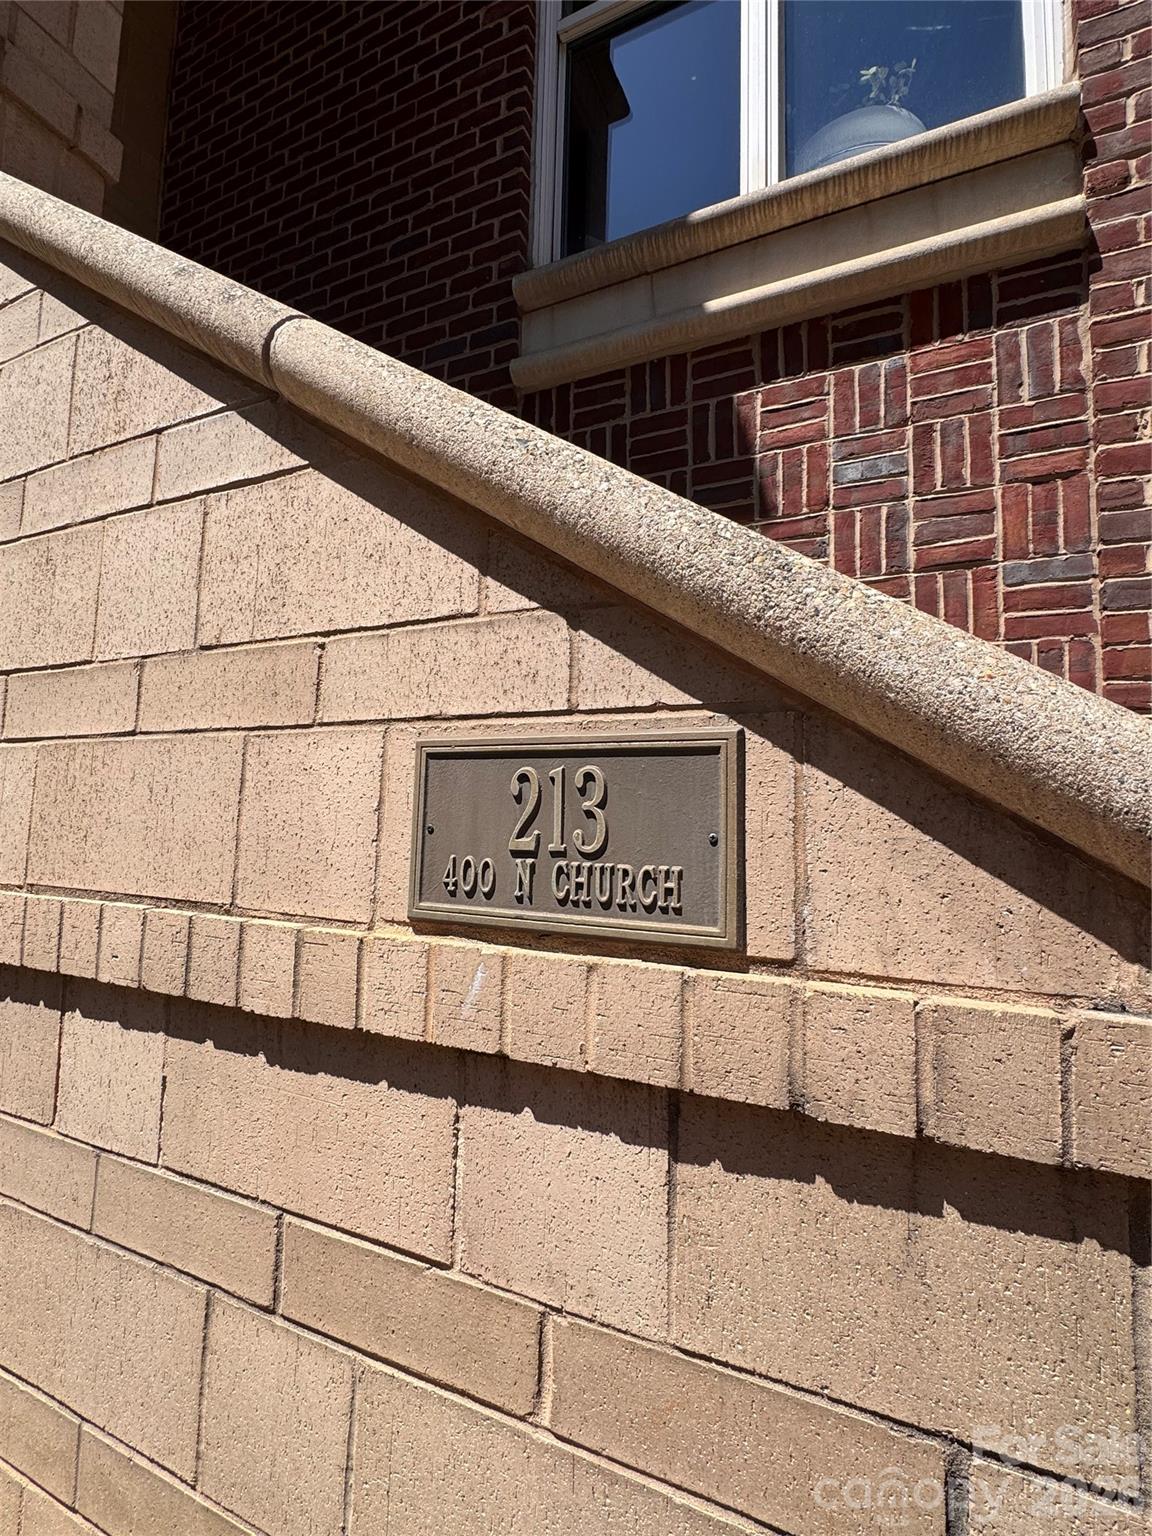 213
400 N CHURCH
For Sale
canopy 2025